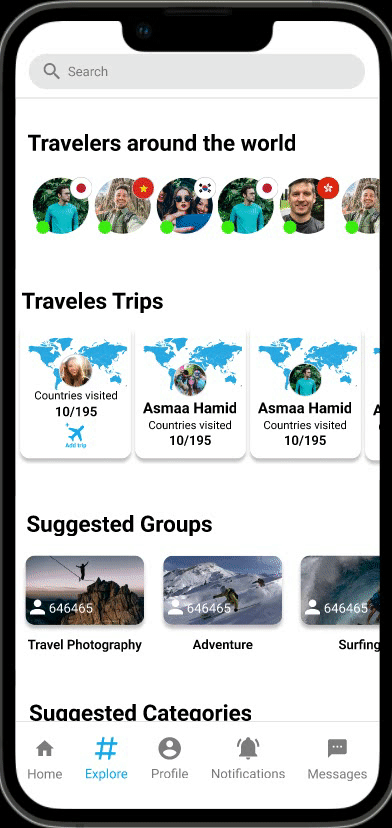 Search
Travelers around the world
Traveles Trips
Countries visited
10/195
Add trip
Asmaa Hamid
Countries visited
10/195
Asmaa Hamid
Countries visited
10/195
A
Suggested Groups
646465
646465
646465
Travel Photography
Adventure
Surfing
Suggested Categories
Home
Explore
Profile
Notifications
Messages